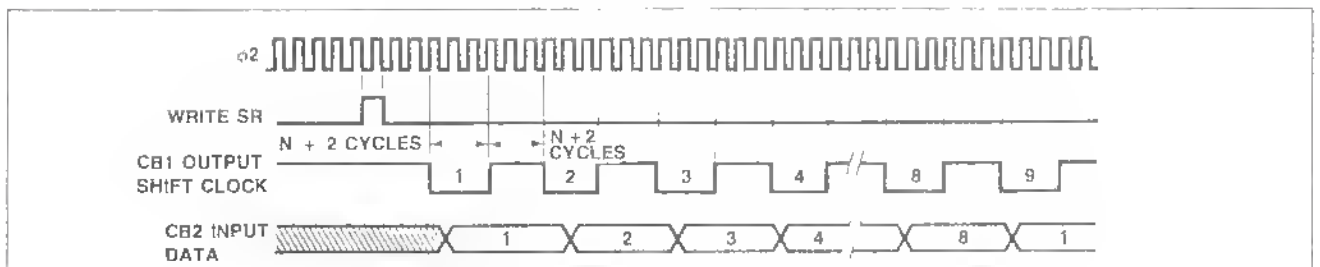 ϕ2
WRITE SR
N + 2 CYCLES
N + 2
CYCLES
CB1 OUTPUT
SHIFT CLOCK
1 2 3 4 8 9
CB2 INPUT
DATA
1 2 3 4 8 1